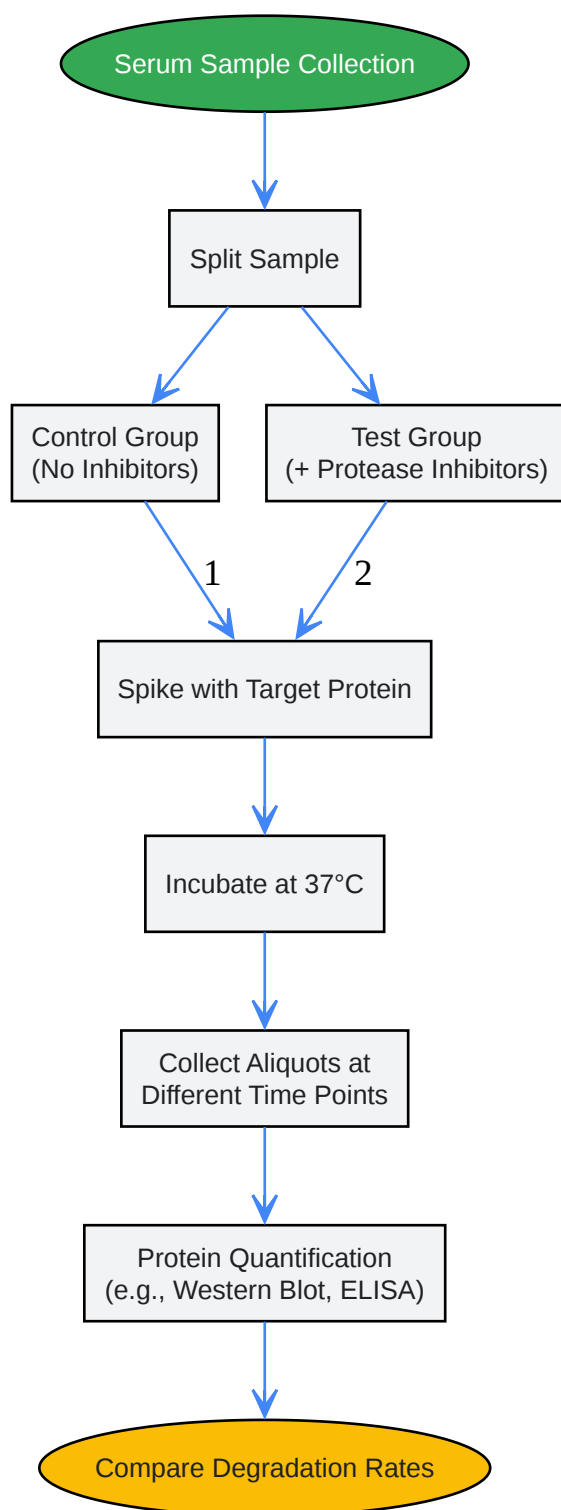 Serum Sample Collection
Split Sample
Control Group
(No Inhibitors)
Test Group
(+ Protease Inhibitors)
1
2
Spike with Target Protein
Incubate at 37°C
Collect Aliquots at
Different Time Points
Protein Quantification
(e.g., Western Blot, ELISA)
Compare Degradation Rates